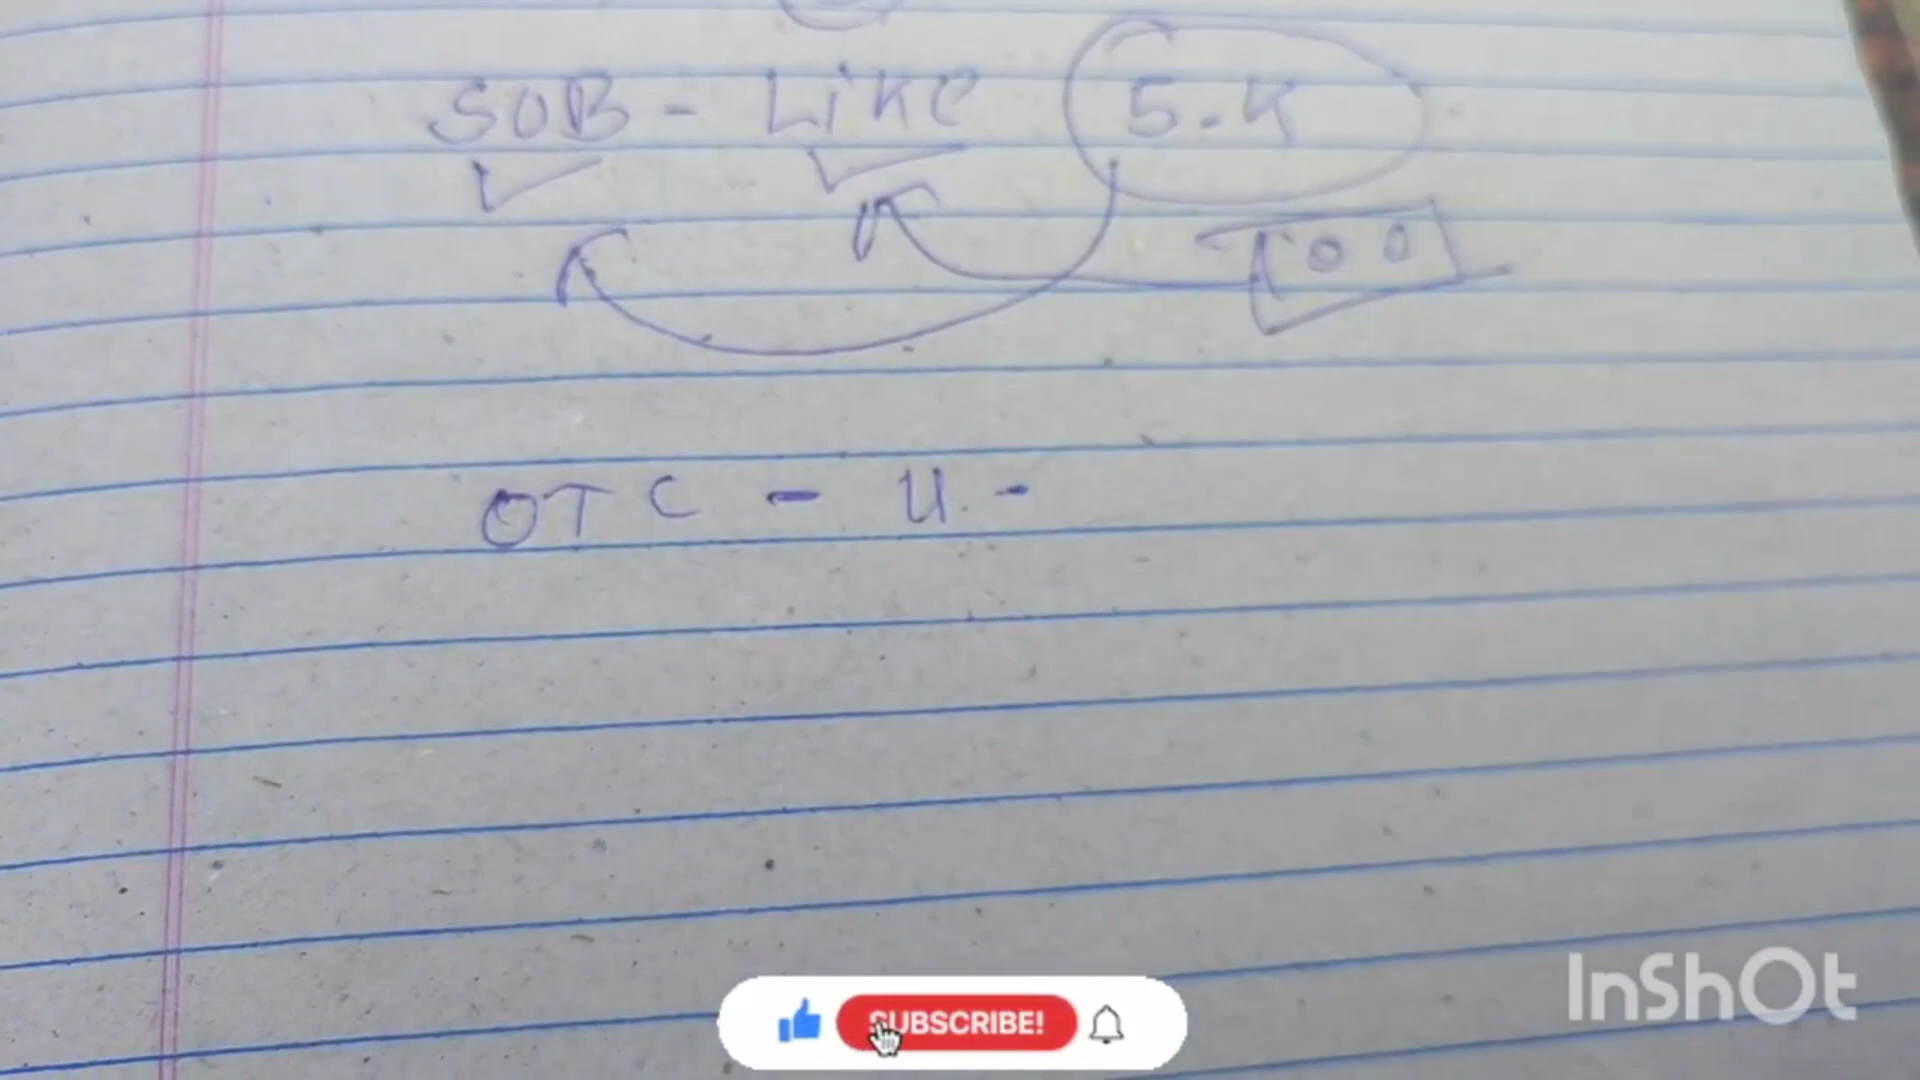 SUB - Like 5.K
100
OTC - U -
SUBSCRIBE!
InShOt